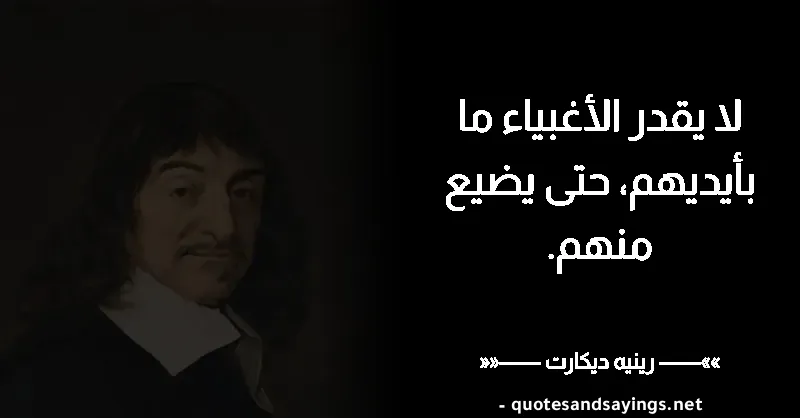 لا يقدر الأغبياء ما
بأيديهم، حتى يضيع
منهم.
»»—— رينيه ديكارت ——««
- quotesandsayings.net